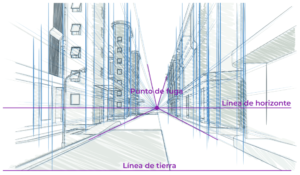 Punto de fuga
Línea de horizonte
Línea de tierra